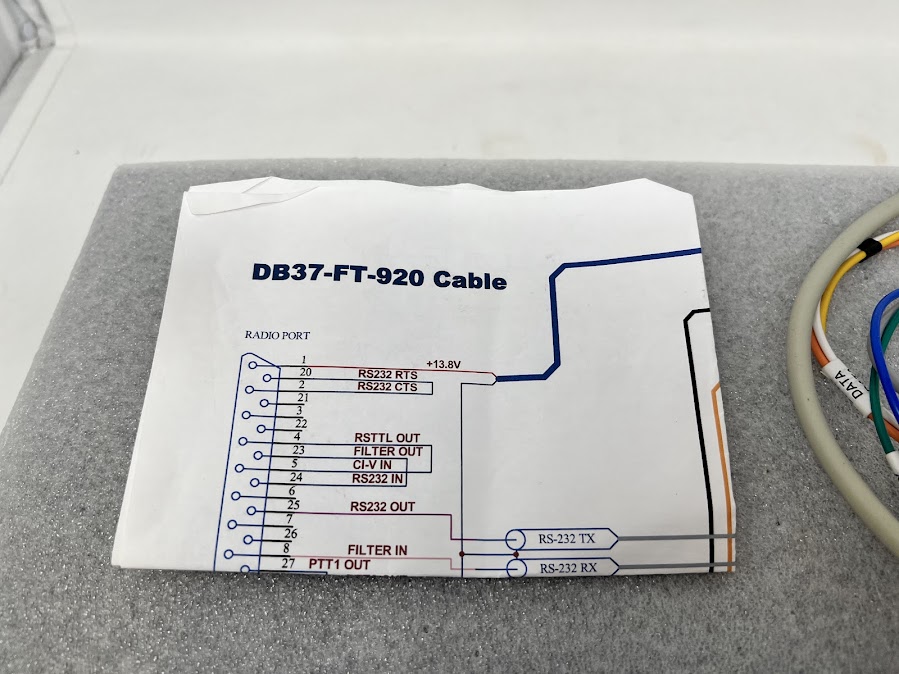 DB37-FT-920 Cable
RADIO PORT
1 +13.8V
20 RS232 RTS
2 RS232 CTS
21
3
22
4 RSTTL OUT
23 FILTER OUT
5 CI-V IN
24 RS232 IN
6
25 RS232 OUT
7
26 RS-232 TX
8 FILTER IN
27 PTT1 OUT RS-232 RX
DATA